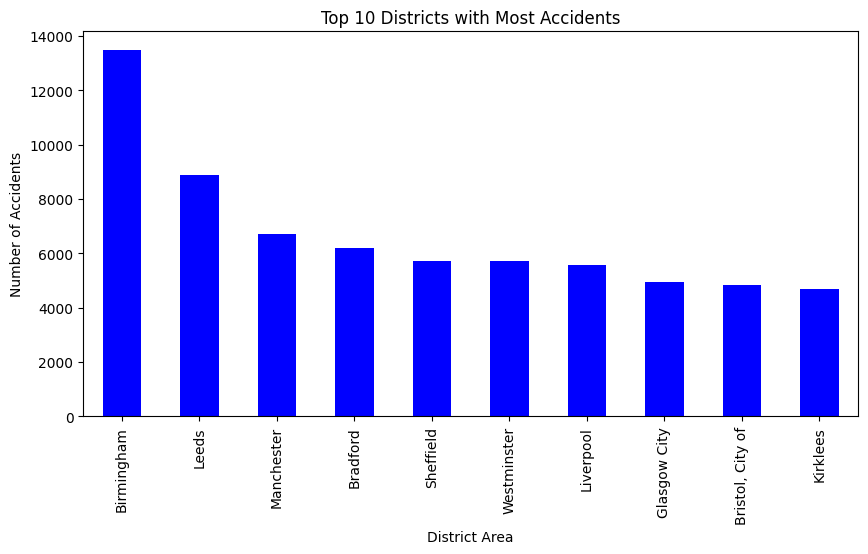 Top 10 Districts with Most Accidents
14000
12000
10000
8000
6000
4000
2000
0
Number of Accidents
Birmingham
Leeds
Manchester
Bradford
Sheffield
Westminster
Liverpool
Glasgow City
Bristol, City of
Kirklees
District Area